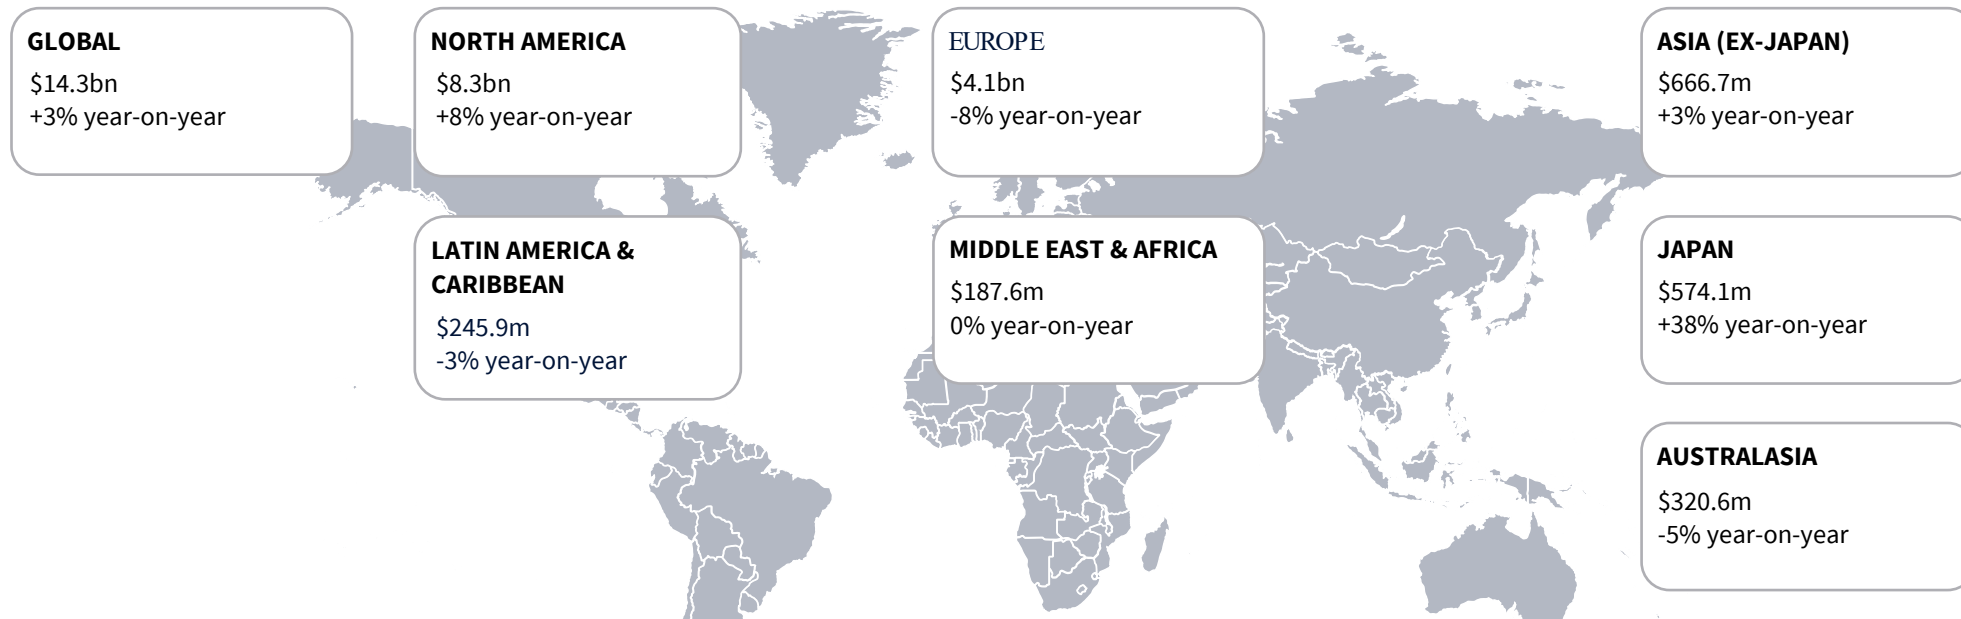 GLOBAL
$14.3bn
+3% year-on-year
NORTH AMERICA
$8.3bn
+8% year-on-year
EUROPE
$4.1bn
-8% year-on-year
ASIA (EX-JAPAN)
$666.7m
+3% year-on-year
LATIN AMERICA &
CARIBBEAN
$245.9m
-3% year-on-year
MIDDLE EAST & AFRICA
$187.6m
0% year-on-year
JAPAN
$574.1m
+38% year-on-year
AUSTRALASIA
$320.6m
-5% year-on-year